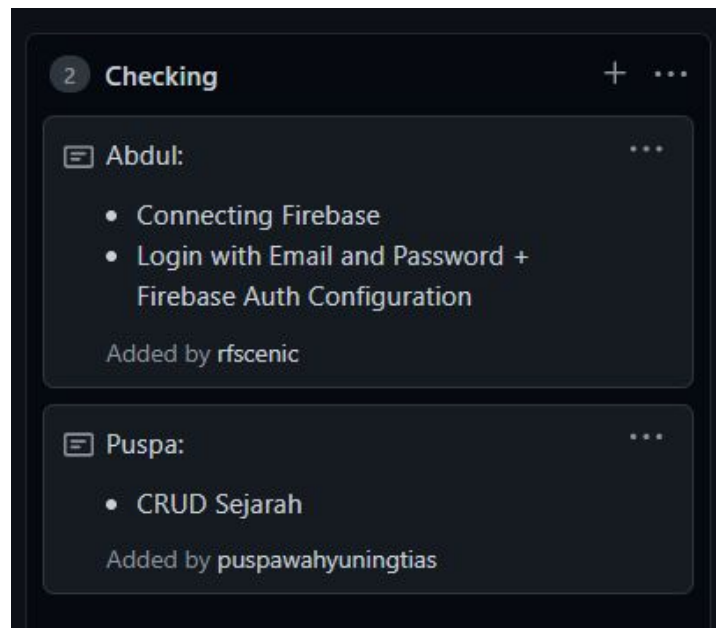 2 Checking
Abdul:
Connecting Firebase
Login with Email and Password +
Firebase Auth Configuration
Added by rfscenic
Puspa:
CRUD Sejarah
Added by puspawahyuningtias